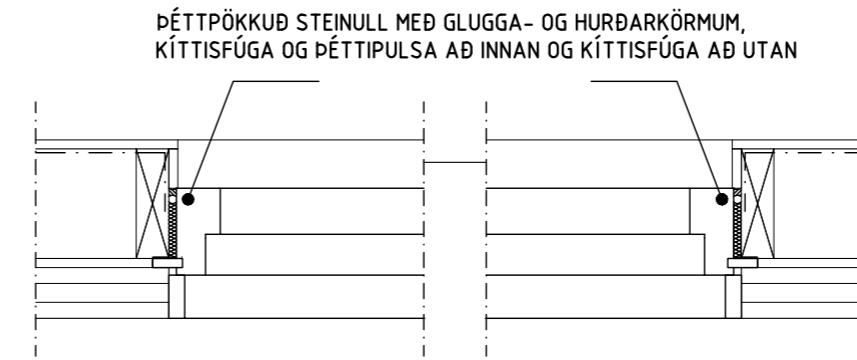 ÞÉTTPÖKKUÐ STEINULL MEÐ GLUGGA- OG HURÐARKÖRMUM,
KÍTTISFÚGA OG ÞÉTTIPULSA AÐ INNAN OG KÍTTISFÚGA AÐ UTAN